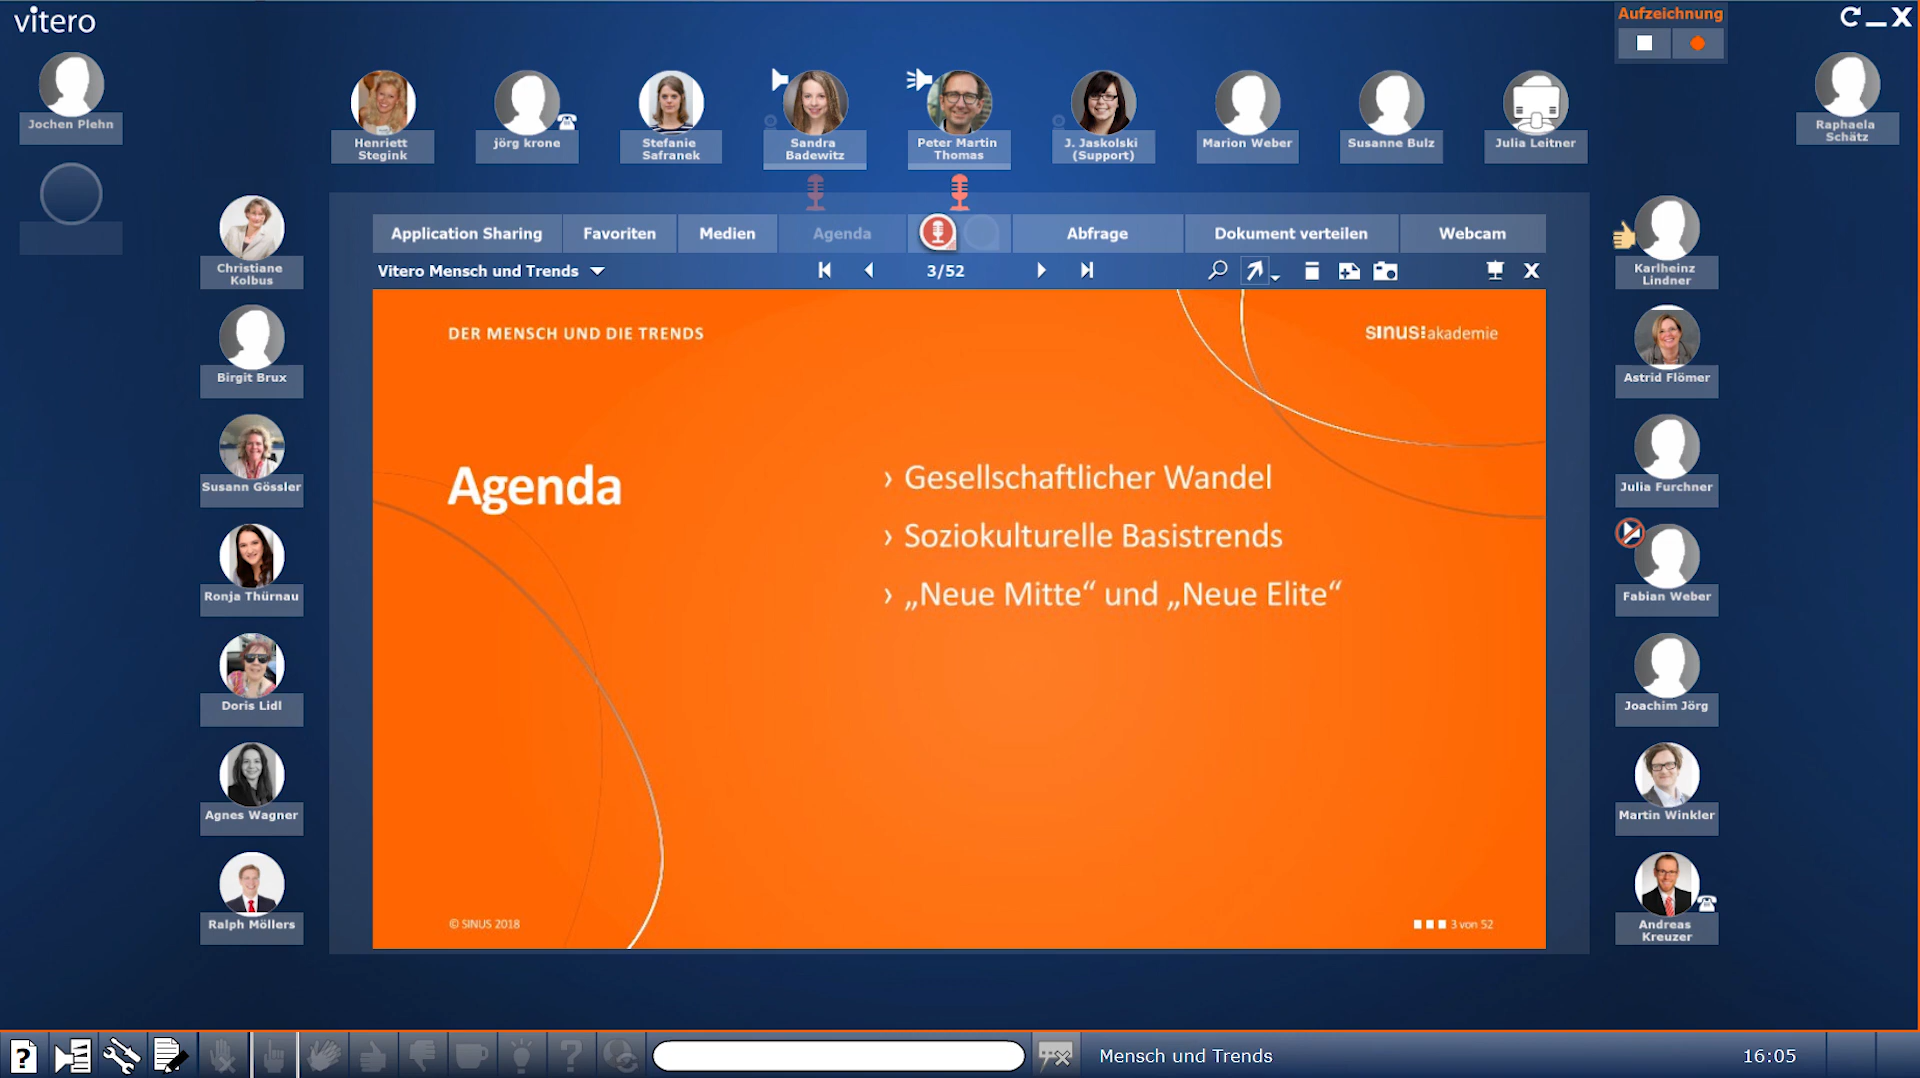 vitero
Aufzeichnung
Jochen Plehn
Henriett
Stegink
jörg krone
Stefanie
Safranek
Sandra
Badewitz
Peter Martin
Thomas
J. Jaskolski
(Support)
Marion Weber
Susanne Bulz
Julia Leitner
Raphaela
Schätz
Christiane
Kolbus
Birgit Brux
Susann Gössler
Ronja Thürnau
Doris Lidl
Agnes Wagner
Ralph Möllers
Application Sharing
Favoriten
Medien
Agenda
Abfrage
Dokument verteilen
Webcam
Vitero Mensch und Trends
3/52
DER MENSCH UND DIE TRENDS
sinus:akademie
Agenda
› Gesellschaftlicher Wandel
› Soziokulturelle Basistrends
› „Neue Mitte“ und „Neue Elite“
© SINUS 2018
3 von 52
Karlheinz
Lindner
Astrid Flömer
Julia Furchner
Fabian Weber
Joachim Jörg
Martin Winkler
Andreas
Kreuzer
Mensch und Trends
16:05